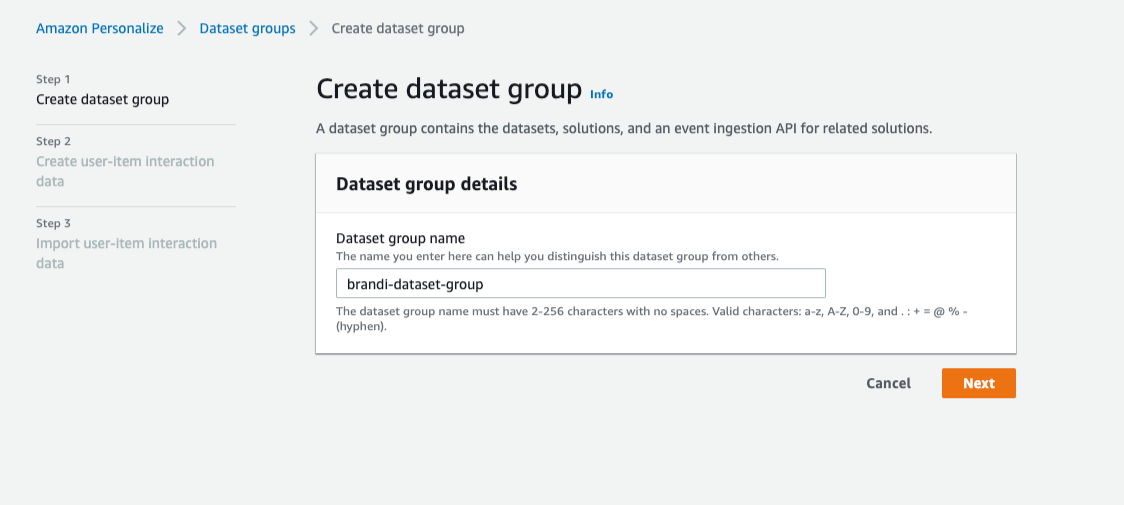 Amazon Personalize > Dataset groups > Create dataset group
Step 1
Create dataset group
Step 2
Create user-item interaction
data
Step 3
Import user-item interaction
data
Create dataset group Info
A dataset group contains the datasets, solutions, and an event ingestion API for related solutions.
Dataset group details
Dataset group name
The name you enter here can help you distinguish this dataset group from others.
brandi-dataset-group
The dataset group name must have 2-256 characters with no spaces. Valid characters: a-z, A-Z, 0-9, and . : + = @ % -
(hyphen).
Cancel Next